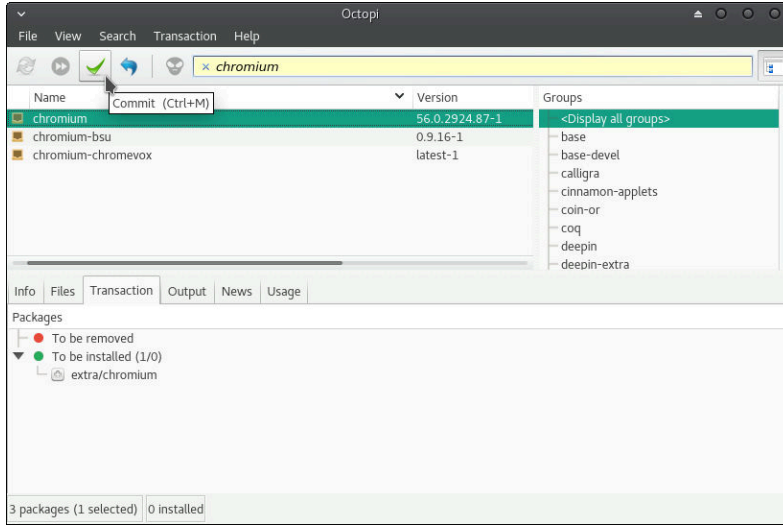 Octopi
File View Search Transaction Help
chromium
Name Version Groups
Commit (Ctrl+M)
chromium 56.0.2924.87-1 <Display all groups>
chromium-bsu 0.9.16-1 base
chromium-chromevox latest-1 base-devel
calligra
cinnamon-applets
coin-or
coq
deepin
deepin-extra
Info Files Transaction Output News Usage
Packages
To be removed
To be installed (1/0)
extra/chromium
3 packages (1 selected) 0 installed